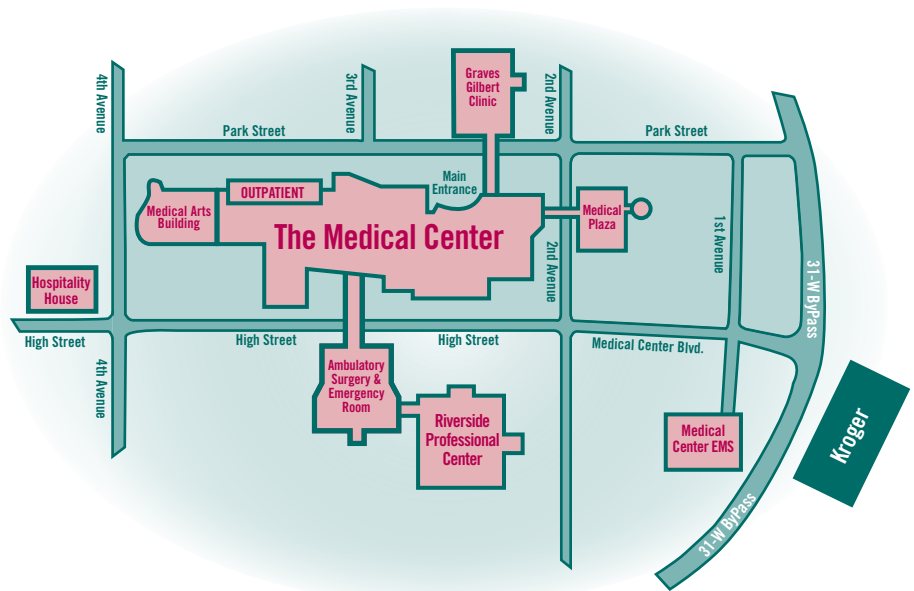 4th Avenue
3rd Avenue
Graves
Gilbert
Clinic
2nd Avenue
Park Street
Park Street
Main
Entrance
OUTPATIENT
Medical Arts
Building
The Medical Center
Medical
Plaza
1st Avenue
2nd Avenue
31-W ByPass
Hospitality
House
High Street
High Street
High Street
Medical Center Blvd.
4th Avenue
Ambulatory
Surgery &
Emergency
Room
Riverside
Professional
Center
Medical
Center EMS
Kroger
31-W ByPass